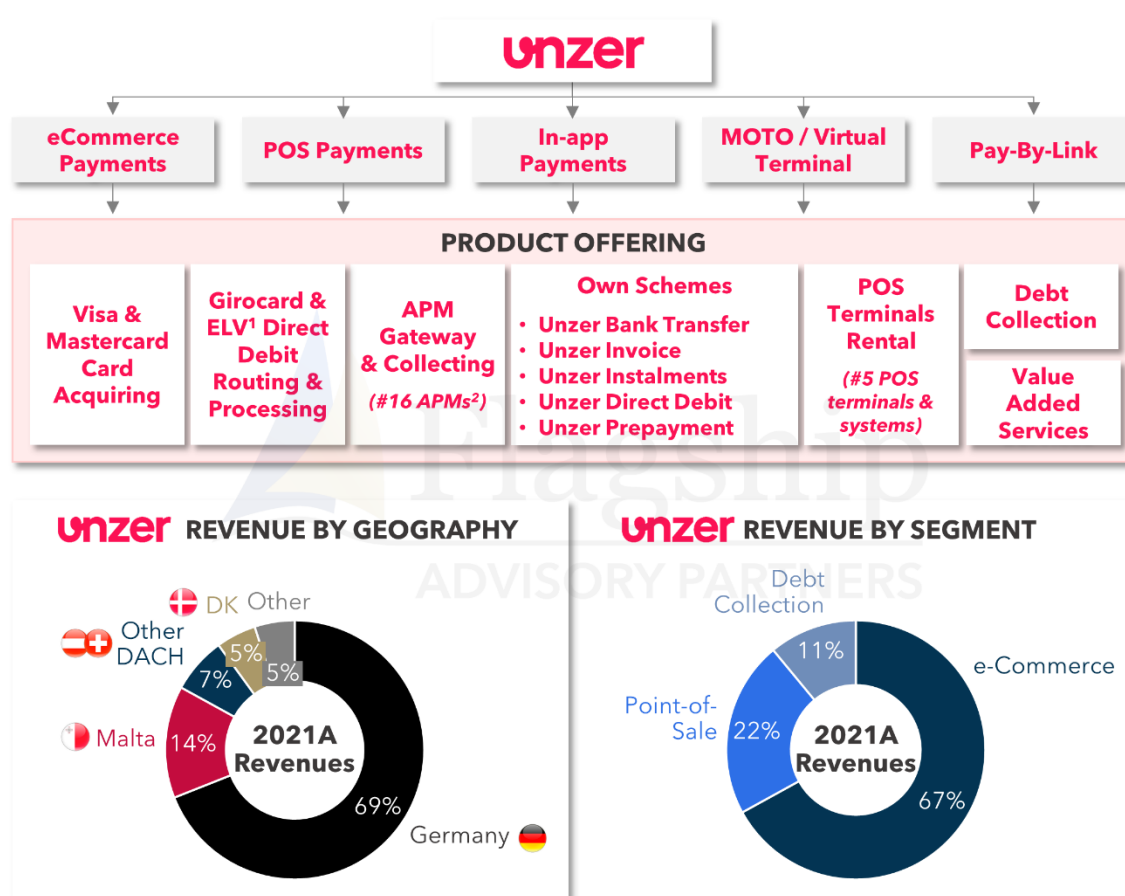 unzer
eCommerce
Payments
POS Payments
In-app
Payments
MOTO / Virtual
Terminal
Pay-By-Link
PRODUCT OFFERING
Visa &
Mastercard
Card
Acquiring
Girocard &
ELV¹ Direct
Debit
Routing &
Processing
APM
Gateway
& Collecting
(#16 APMs²)
Own Schemes
• Unzer Bank Transfer
• Unzer Invoice
• Unzer Instalments
• Unzer Direct Debit
• Unzer Prepayment
POS
Terminals
Rental
(#5 POS
terminals &
systems)
Debt
Collection
Value
Added
Services
Flagship
ADVISORY PARTNERS
unzer REVENUE BY GEOGRAPHY
DK
Other
Other
DACH
Malta
Germany
5%
5%
7%
14%
69%
2021A
Revenues
unzer REVENUE BY SEGMENT
Debt
Collection
e-Commerce
Point-of-
Sale
11%
22%
67%
2021A
Revenues